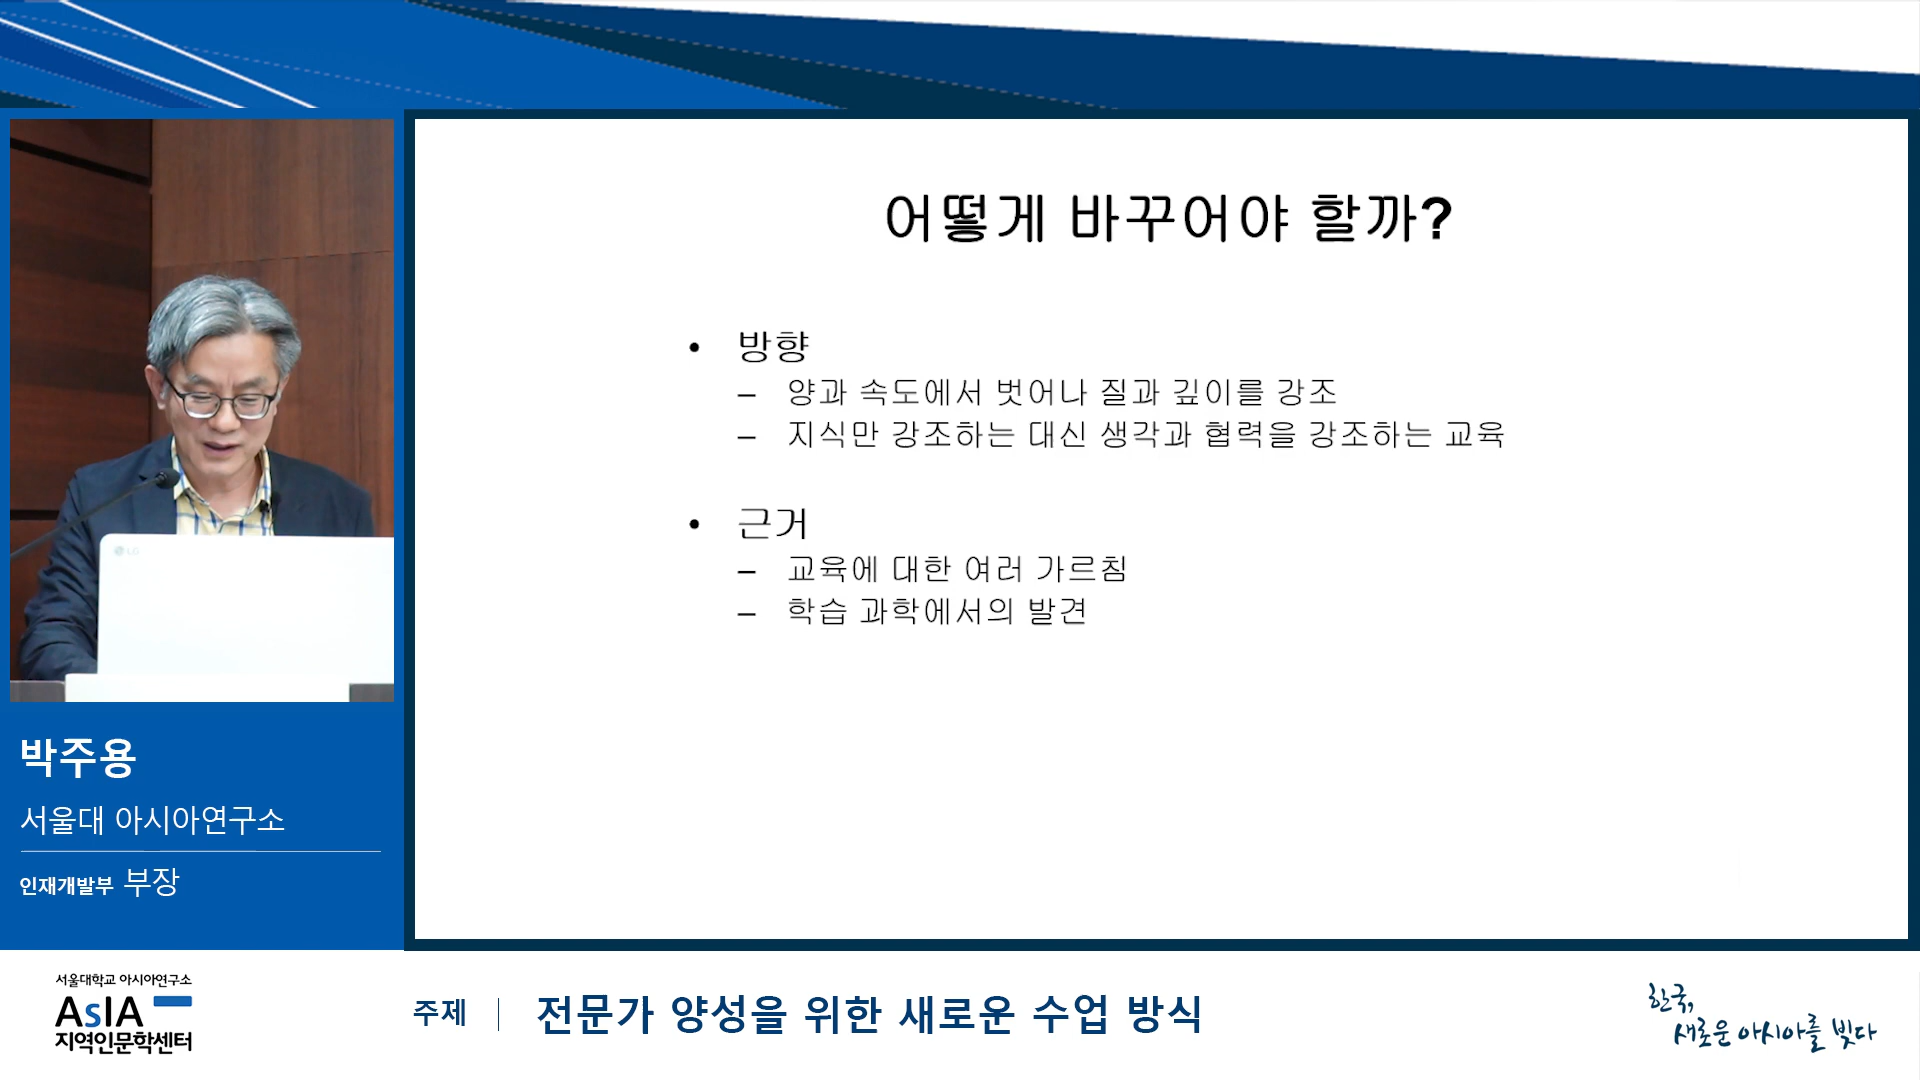 어떻게 바꾸어야 할까?
• 방향
– 양과 속도에서 벗어나 질과 깊이를 강조
– 지식만 강조하는 대신 생각과 협력을 강조하는 교육
• 근거
– 교육에 대한 여러 가르침
– 학습 과학에서의 발견
LG
박주용
서울대 아시아연구소
인재개발부 부장
서울대학교 아시아연구소
AsIA
지역인문학센터
주제 | 전문가 양성을 위한 새로운 수업 방식
한국,
새로운 아시아를 빚다